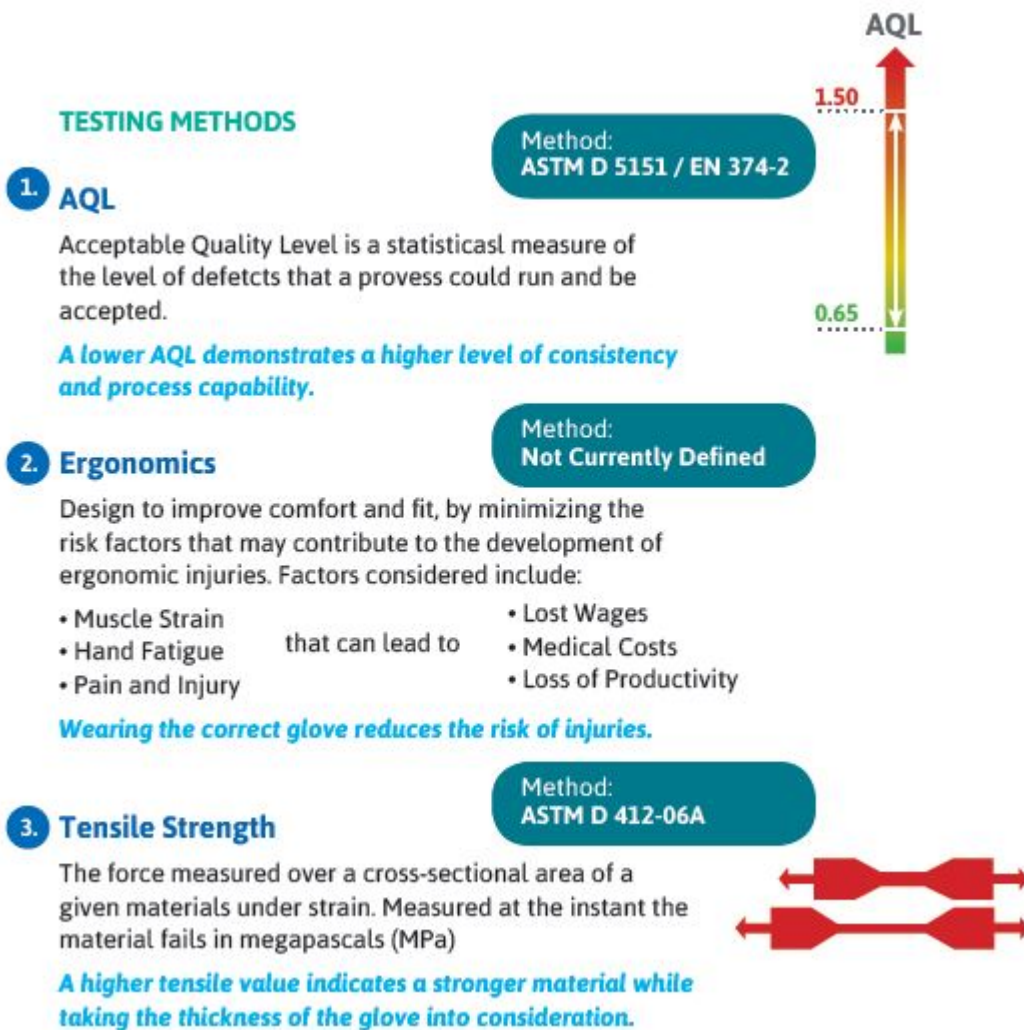 AQL
1.50
TESTING METHODS
Method:
ASTM D 5151 / EN 374-2
1. AQL
Acceptable Quality Level is a statisticasl measure of
the level of defetcts that a provess could run and be
accepted.
0.65
A lower AQL demonstrates a higher level of consistency
and process capability.
Method:
Not Currently Defined
2. Ergonomics
Design to improve comfort and fit, by minimizing the
risk factors that may contribute to the development of
ergonomic injuries. Factors considered include:
• Muscle Strain
• Hand Fatigue
• Pain and Injury
that can lead to
• Lost Wages
• Medical Costs
• Loss of Productivity
Wearing the correct glove reduces the risk of injuries.
Method:
ASTM D 412-06A
3. Tensile Strength
The force measured over a cross-sectional area of a
given materials under strain. Measured at the instant the
material fails in megapascals (MPa)
A higher tensile value indicates a stronger material while
taking the thickness of the glove into consideration.